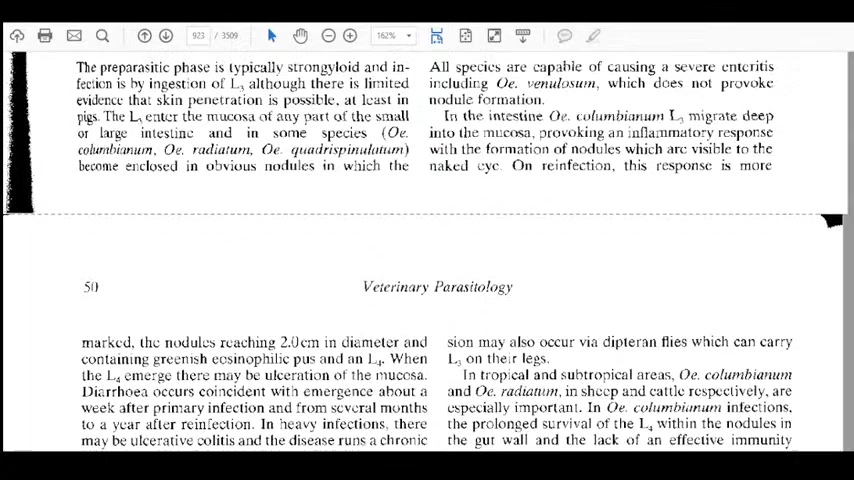 923 / 3509
162%
The preparasitic phase is typically strongyloid and in-
fection is by ingestion of L3 although there is limited
evidence that skin penetration is possible, at least in
pigs. The L3 enter the mucosa of any part of the small
or large intestine and in some species (Oe.
columbianum, Oe. radiatum, Oe. quadrispinulatum)
become enclosed in obvious nodules in which the
All species are capable of causing a severe enteritis
including Oe. venulosum, which does not provoke
nodule formation.
In the intestine Oe. columbianum L3 migrate deep
into the mucosa, provoking an inflammatory response
with the formation of nodules which are visible to the
naked eye. On reinfection, this response is more
50
Veterinary Parasitology
marked, the nodules reaching 2.0cm in diameter and
containing greenish eosinophilic pus and an L4. When
the L4 emerge there may be ulceration of the mucosa.
Diarrhoea occurs coincident with emergence about a
week after primary infection and from several months
to a year after reinfection. In heavy infections, there
may be ulcerative colitis and the disease runs a chronic
sion may also occur via dipteran flies which can carry
L3 on their legs.
In tropical and subtropical areas, Oe. columbianum
and Oe. radiatum, in sheep and cattle respectively, are
especially important. In Oe. columbianum infections,
the prolonged survival of the L4 within the nodules in
the gut wall and the lack of an effective immunity